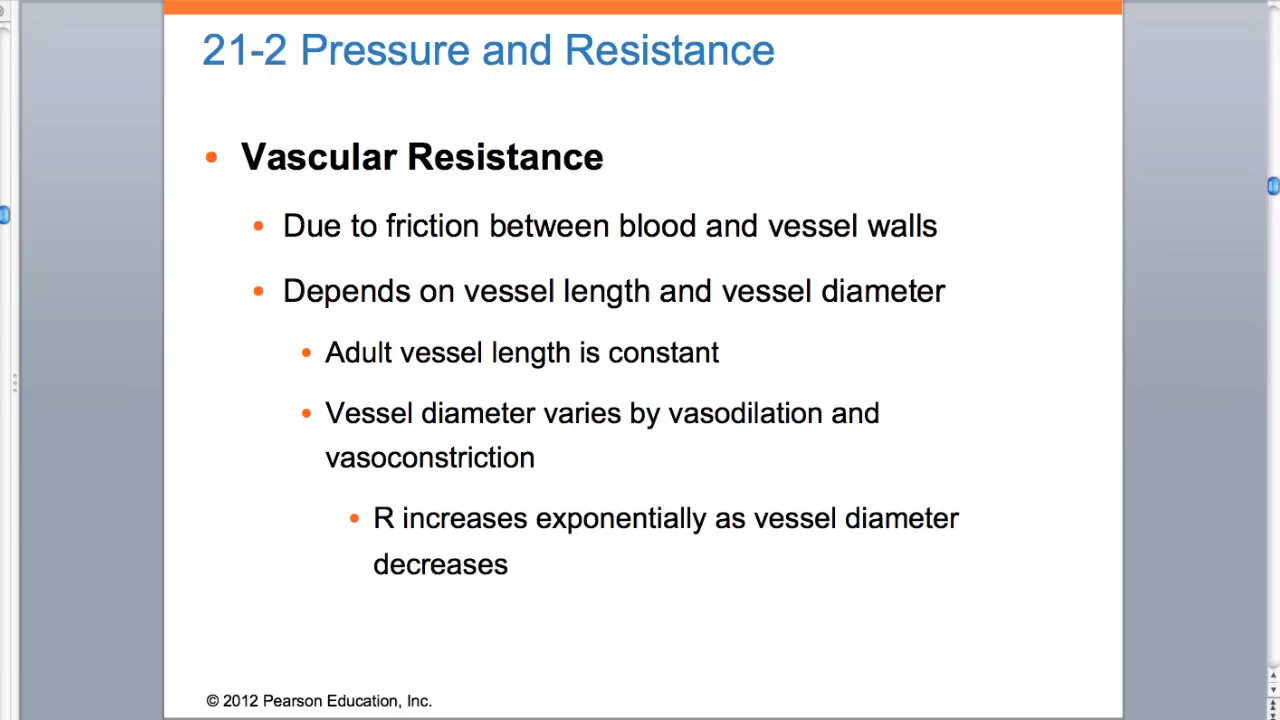 21-2 Pressure and Resistance
• Vascular Resistance
• Due to friction between blood and vessel walls
• Depends on vessel length and vessel diameter
• Adult vessel length is constant
• Vessel diameter varies by vasodilation and
vasoconstriction
• R increases exponentially as vessel diameter
decreases
© 2012 Pearson Education, Inc.